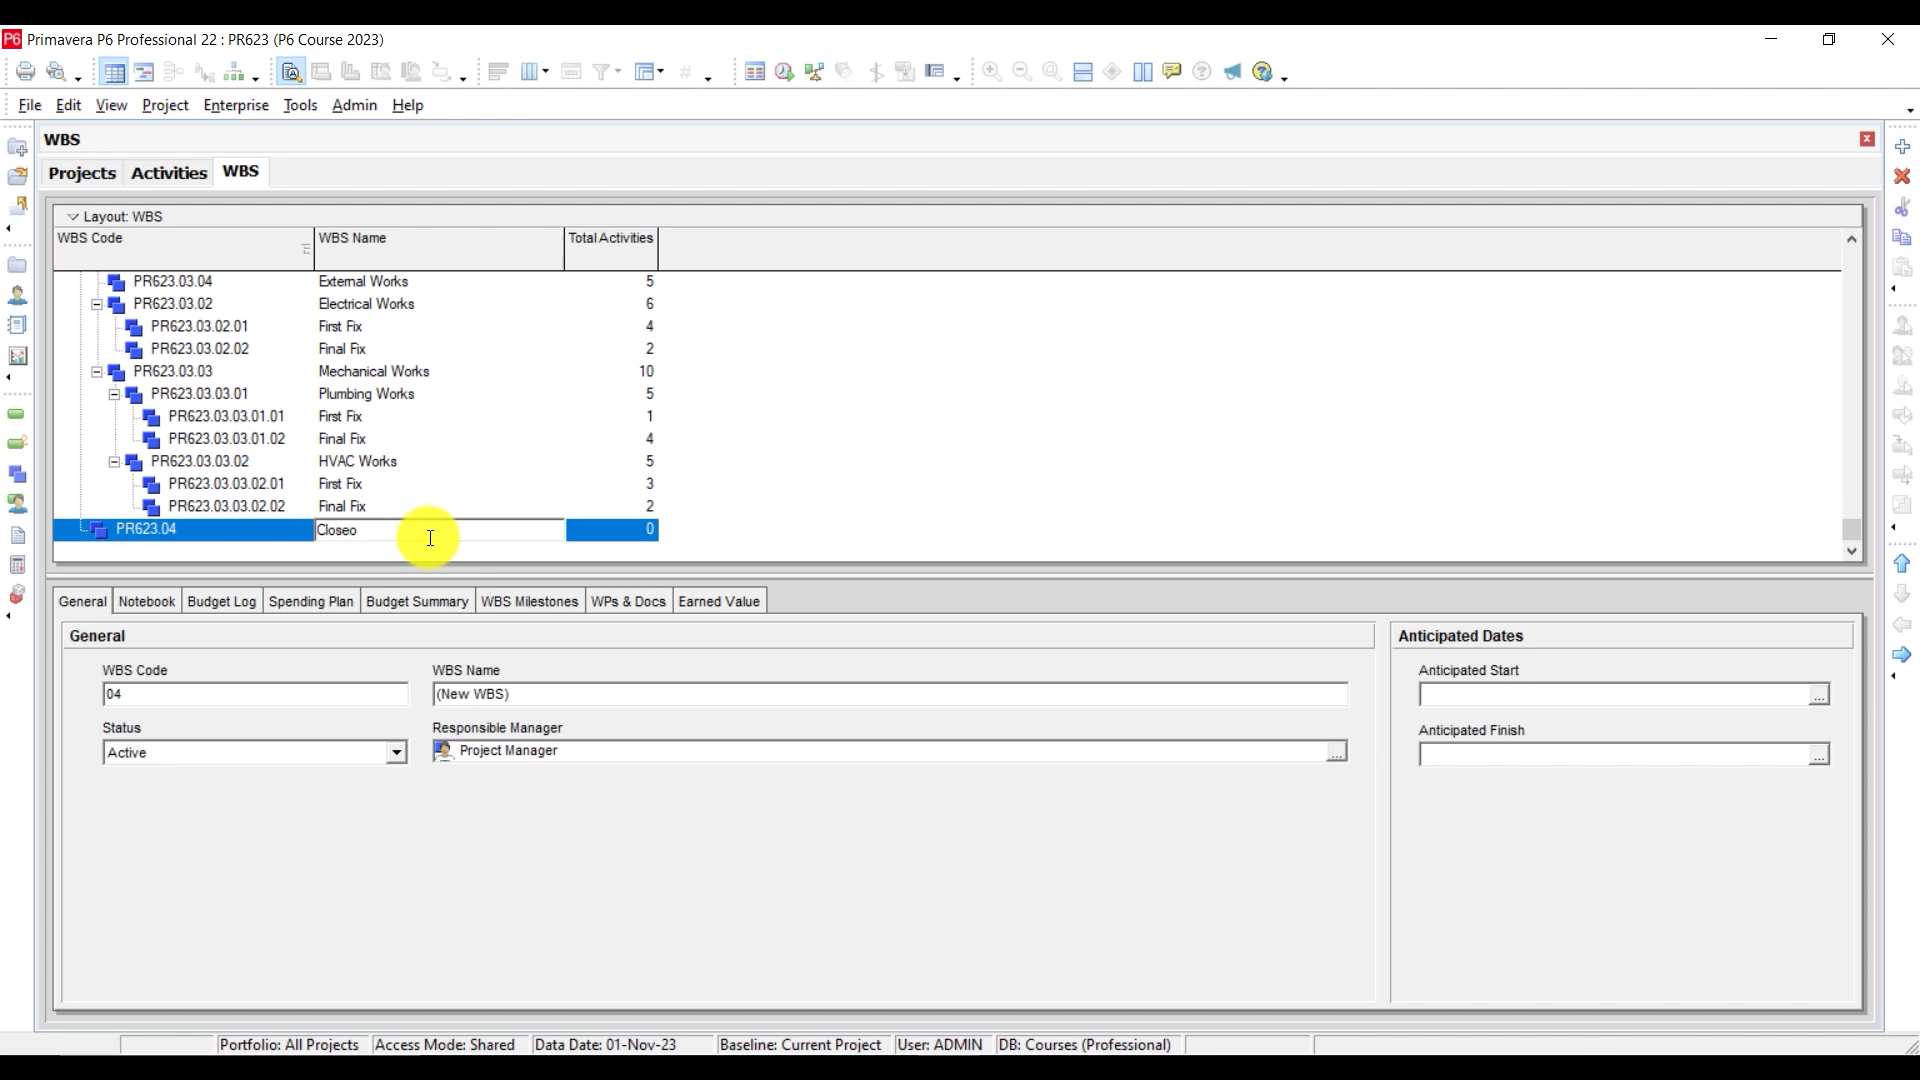 P6 Primavera P6 Professional 22 : PR623 (P6 Course 2023)
File Edit View Project Enterprise Tools Admin Help
WBS
Projects Activities WBS
Layout: WBS
WBS Code WBS Name Total Activities
PR623.03.04 External Works 5
PR623.03.02 Electrical Works 6
PR623.03.02.01 First Fix 4
PR623.03.02.02 Final Fix 2
PR623.03.03 Mechanical Works 10
PR623.03.03.01 Plumbing Works 5
PR623.03.03.01.01 First Fix 1
PR623.03.03.01.02 Final Fix 4
PR623.03.03.02 HVAC Works 5
PR623.03.03.02.01 First Fix 3
PR623.03.03.02.02 Final Fix 2
PR623.04 Closeo 0
General Notebook Budget Log Spending Plan Budget Summary WBS Milestones WPs & Docs Earned Value
General Anticipated Dates
WBS Code WBS Name Anticipated Start
04 (New WBS) ...
Status Responsible Manager Anticipated Finish
Active Project Manager ... ...
Portfolio: All Projects Access Mode: Shared Data Date: 01-Nov-23 Baseline: Current Project User: ADMIN DB: Courses (Professional)